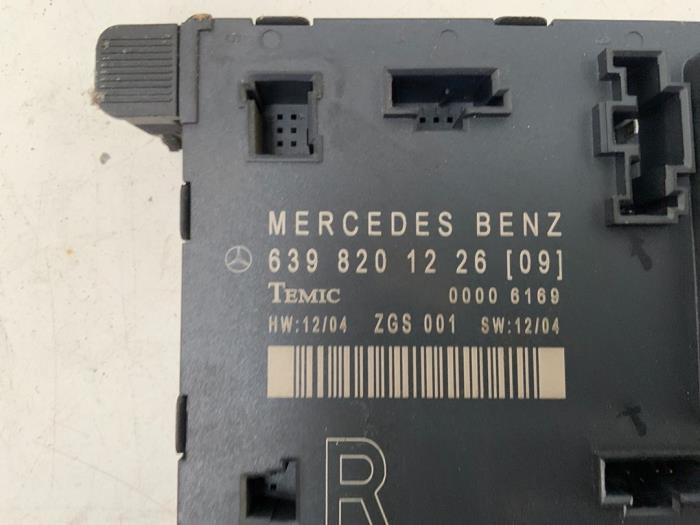 MERCEDES BENZ
639 820 12 26 [09]
TEMIC 0000 6169
HW:12/04 ZGS 001 SW:12/04
R